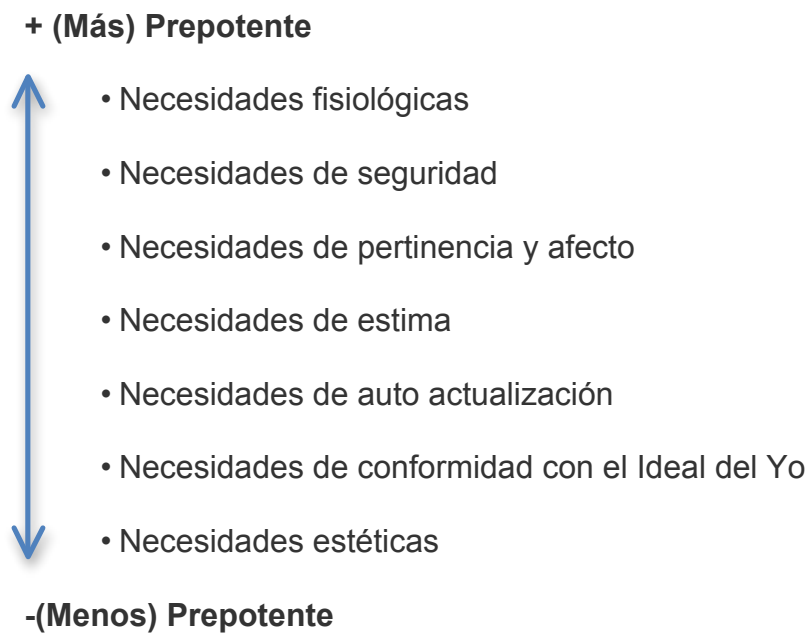 + (Más) Prepotente
• Necesidades fisiológicas
• Necesidades de seguridad
• Necesidades de pertinencia y afecto
• Necesidades de estima
• Necesidades de auto actualización
• Necesidades de conformidad con el Ideal del Yo
• Necesidades estéticas
-(Menos) Prepotente